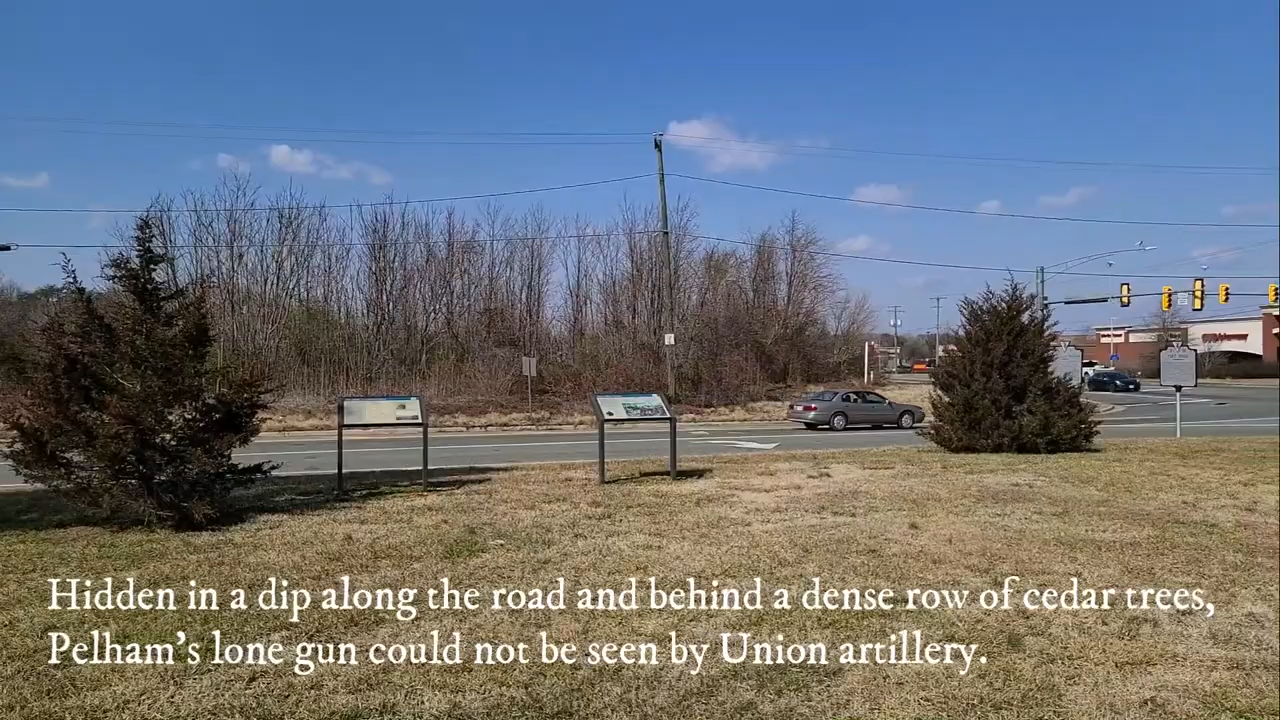 Hidden in a dip along the road and behind a dense row of cedar trees,
Pelham's lone gun could not be seen by Union artillery.